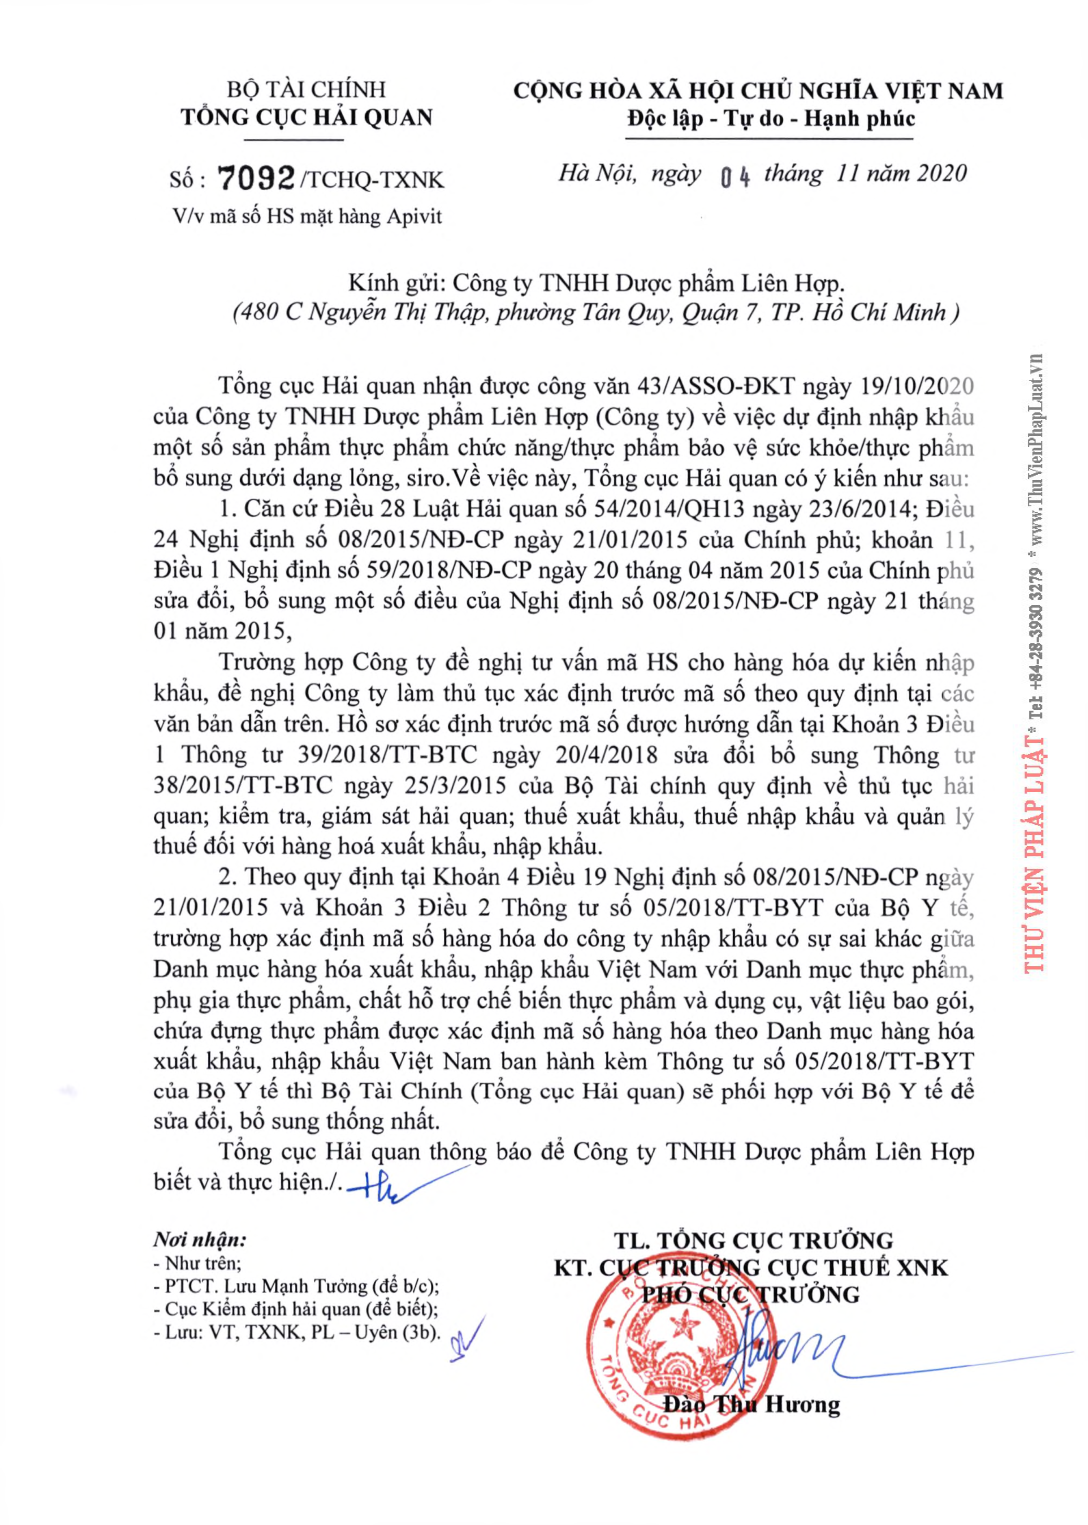 BỘ TÀI CHÍNH
TỔNG CỤC HẢI QUAN
CỘNG HÒA XÃ HỘI CHỦ NGHĨA VIỆT NAM
Độc lập - Tự do - Hạnh phúc
Số : 7092/TCHQ-TXNK
V/v mã số HS mặt hàng Apivit
Hà Nội, ngày 04 tháng 11 năm 2020
Kính gửi: Công ty TNHH Dược phẩm Liên Hợp.
(480 C Nguyễn Thị Thập, phường Tân Quy, Quận 7, TP. Hồ Chí Minh )
Tổng cục Hải quan nhận được công văn 43/ASSO-ĐKT ngày 19/10/2020
của Công ty TNHH Dược phẩm Liên Hợp (Công ty) về việc dự định nhập khẩu
một số sản phẩm thực phẩm chức năng/thực phẩm bảo vệ sức khỏe/thực phẩm
bổ sung dưới dạng lỏng, siro.Về việc này, Tổng cục Hải quan có ý kiến như sau:
1. Căn cứ Điều 28 Luật Hải quan số 54/2014/QH13 ngày 23/6/2014; Điều
24 Nghị định số 08/2015/NĐ-CP ngày 21/01/2015 của Chính phủ; khoản 11,
Điều 1 Nghị định số 59/2018/NĐ-CP ngày 20 tháng 04 năm 2015 của Chính phủ
sửa đổi, bổ sung một số điều của Nghị định số 08/2015/NĐ-CP ngày 21 tháng
01 năm 2015,
Trường hợp Công ty đề nghị tư vấn mã HS cho hàng hóa dự kiến nhập
khẩu, đề nghị Công ty làm thủ tục xác định trước mã số theo quy định tại các
văn bản dẫn trên. Hồ sơ xác định trước mã số được hướng dẫn tại Khoản 3 Điều
1 Thông tư 39/2018/TT-BTC ngày 20/4/2018 sửa đổi bổ sung Thông tư
38/2015/TT-BTC ngày 25/3/2015 của Bộ Tài chính quy định về thủ tục hải
quan; kiểm tra, giám sát hải quan; thuế xuất khẩu, thuế nhập khẩu và quản lý
thuế đối với hàng hoá xuất khẩu, nhập khẩu.
2. Theo quy định tại Khoản 4 Điều 19 Nghị định số 08/2015/NĐ-CP ngày
21/01/2015 và Khoản 3 Điều 2 Thông tư số 05/2018/TT-BYT của Bộ Y tế,
trường hợp xác định mã số hàng hóa do công ty nhập khẩu có sự sai khác giữa
Danh mục hàng hóa xuất khẩu, nhập khẩu Việt Nam với Danh mục thực phẩm,
phụ gia thực phẩm, chất hỗ trợ chế biến thực phẩm và dụng cụ, vật liệu bao gói,
chứa đựng thực phẩm được xác định mã số hàng hóa theo Danh mục hàng hóa
xuất khẩu, nhập khẩu Việt Nam ban hành kèm Thông tư số 05/2018/TT-BYT
của Bộ Y tế thì Bộ Tài Chính (Tổng cục Hải quan) sẽ phối hợp với Bộ Y tế để
sửa đổi, bổ sung thống nhất.
Tổng cục Hải quan thông báo để Công ty TNHH Dược phẩm Liên Hợp
biết và thực hiện./.
Nơi nhận:
- Như trên;
- PTCT. Lưu Mạnh Tưởng (để b/c);
- Cục Kiểm định hải quan (để biết);
- Lưu: VT, TXNK, PL – Uyên (3b).
TL. TỔNG CỤC TRƯỞNG
KT. CỤC TRƯỞNG CỤC THUẾ XNK
PHÓ CỤC TRƯỞNG
BỘ TÀI CHÍNH
TỔNG CỤC HẢI QUAN
Đào Thu Hương
THƯ VIỆN PHÁP LUẬT * Tel: +84-28-3930 3279 * www.ThuVienPhapLuat.vn